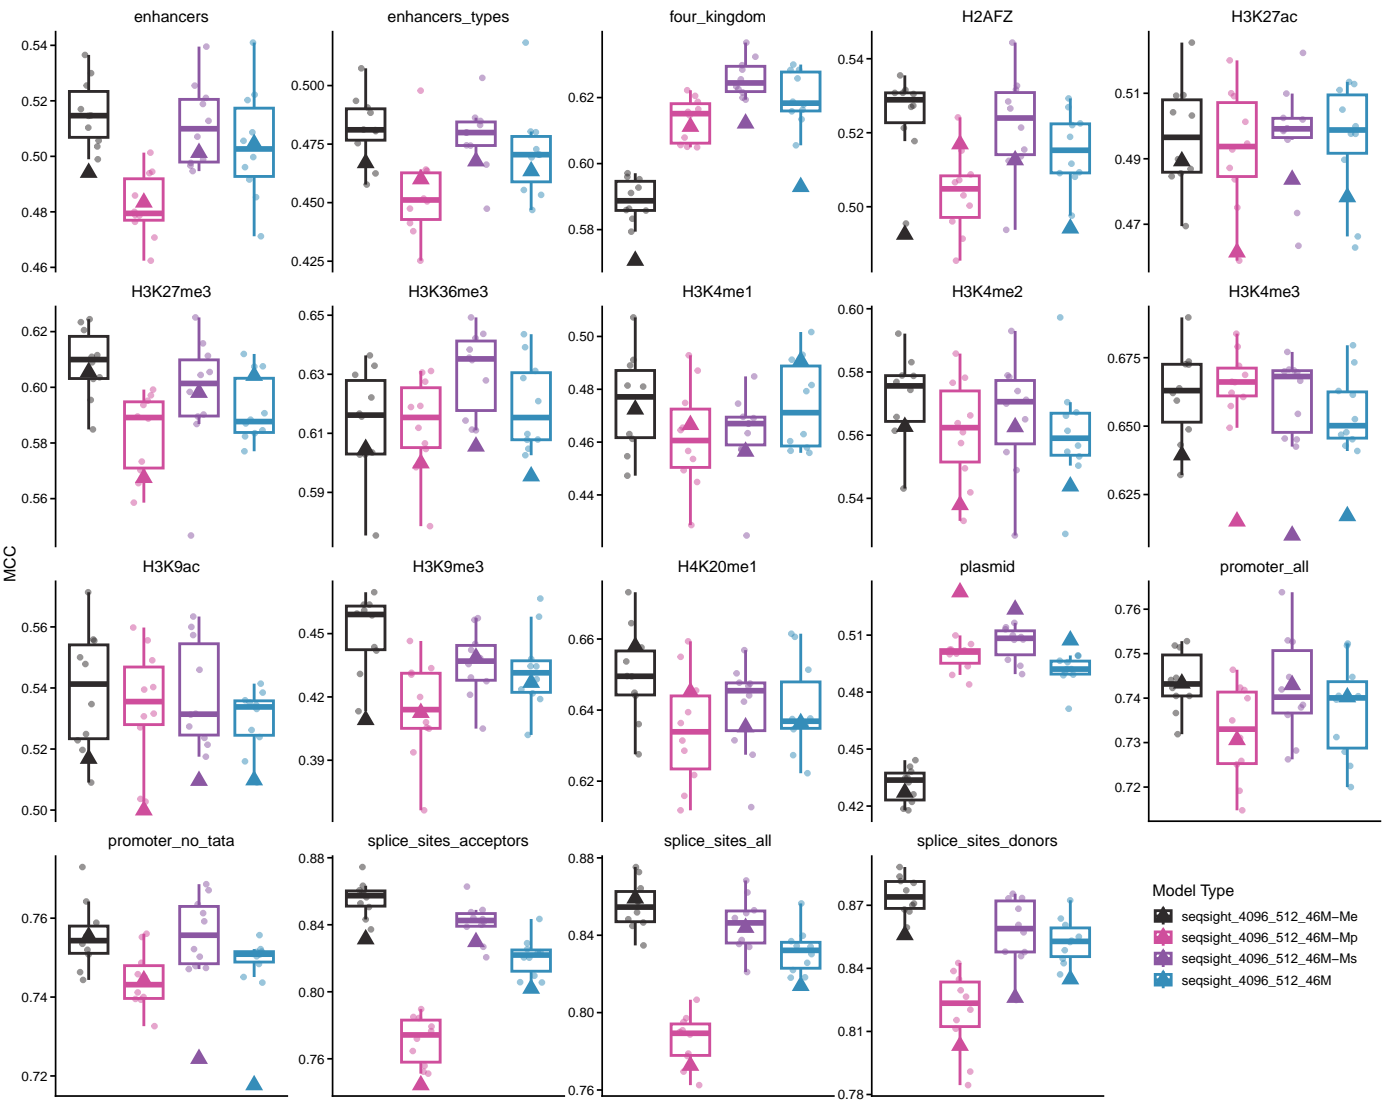 enhancers
0.54
0.52
0.50
0.48
0.46
enhancers_types
0.500
0.475
0.450
0.425
four_kingdom
0.62
0.60
0.58
H2AFZ
0.54
0.52
0.50
H3K27ac
0.51
0.49
0.47
H3K27me3
0.62
0.60
0.58
0.56
H3K36me3
0.65
0.63
0.61
0.59
H3K4me1
0.50
0.48
0.46
0.44
H3K4me2
0.60
0.58
0.56
0.54
H3K4me3
0.675
0.650
0.625
MCC
H3K9ac
0.56
0.54
0.52
0.50
H3K9me3
0.45
0.42
0.39
H4K20me1
0.66
0.64
0.62
plasmid
0.51
0.48
0.45
0.42
promoter_all
0.76
0.75
0.74
0.73
0.72
promoter_no_tata
0.76
0.74
0.72
splice_sites_acceptors
0.88
0.84
0.80
0.76
splice_sites_all
0.88
0.84
0.80
0.76
splice_sites_donors
0.87
0.84
0.81
0.78
Model Type
seqsight_4096_512_46M−Me
seqsight_4096_512_46M−Mp
seqsight_4096_512_46M−Ms
seqsight_4096_512_46M